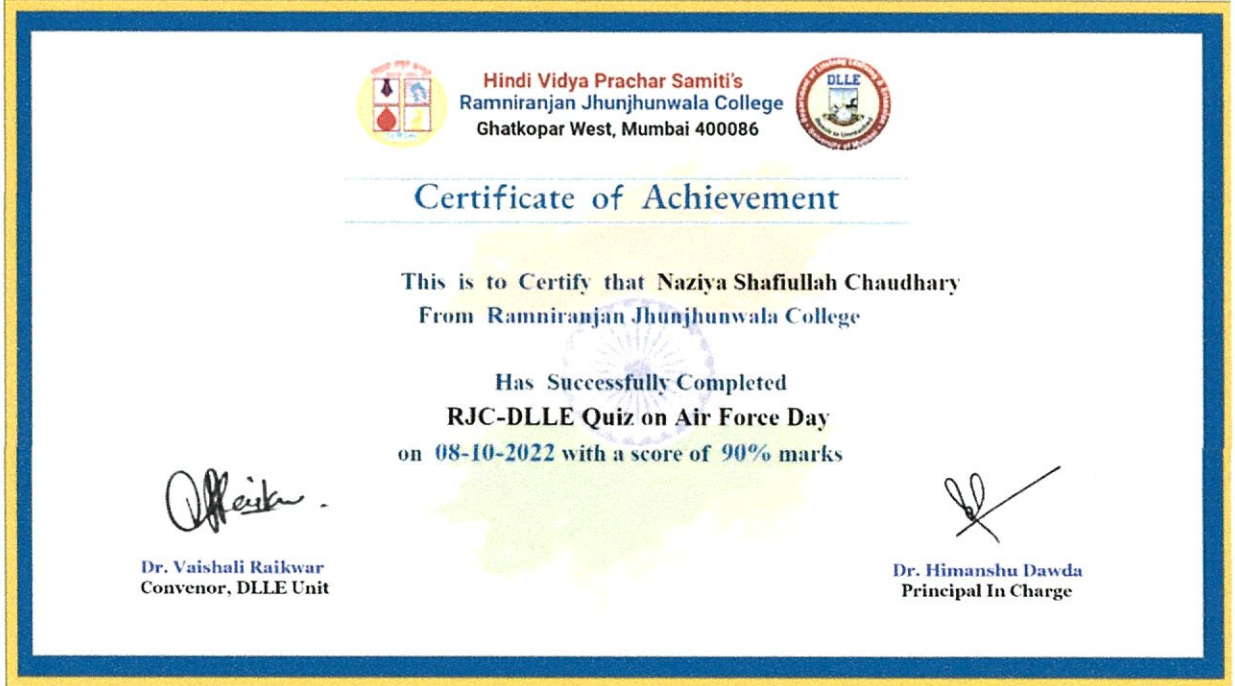 Hindi Vidya Prachar Samiti's
Ramniranjan Jhunjhunwala College
Ghatkopar West, Mumbai 400086
DLLE
Certificate of Achievement
This is to Certify that Naziya Shafiullah Chaudhary
From Ramniranjan Jhunjhunwala College
Has Successfully Completed
RJC-DLLE Quiz on Air Force Day
on 08-10-2022 with a score of 90% marks
Dr. Vaishali Raikwar
Convenor, DLLE Unit
Dr. Himanshu Dawda
Principal In Charge